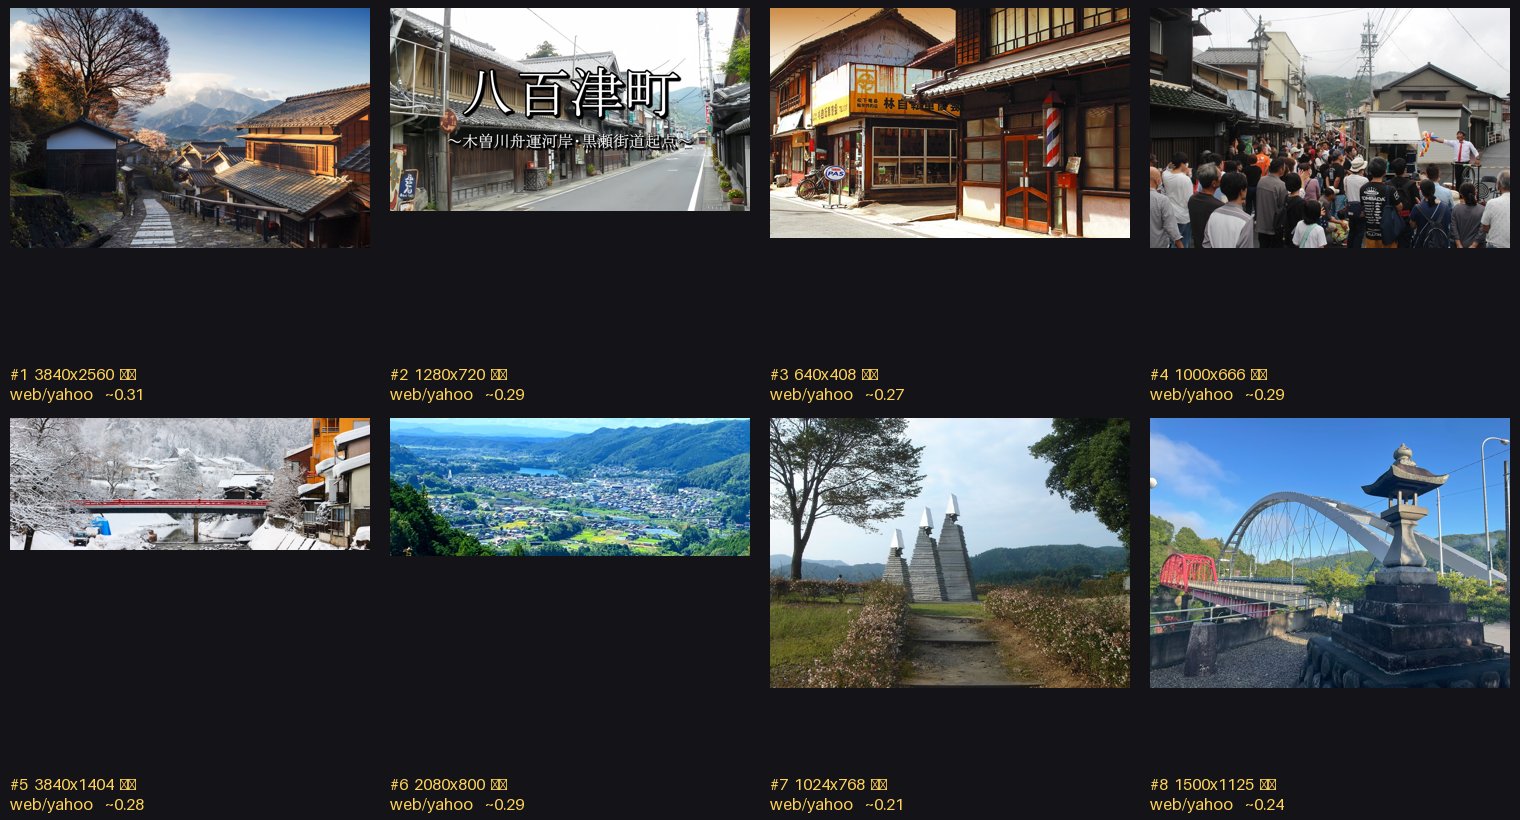 八百津町
〜木曽川舟運河岸・黒瀬街道起点〜
林自
PAS
#1 3840x2560
web/yahoo ~0.31
#2 1280x720
web/yahoo ~0.29
#3 640x408
web/yahoo ~0.27
#4 1000x666
web/yahoo ~0.29
#5 3840x1404
web/yahoo ~0.28
#6 2080x800
web/yahoo ~0.29
#7 1024x768
web/yahoo ~0.21
#8 1500x1125
web/yahoo ~0.24